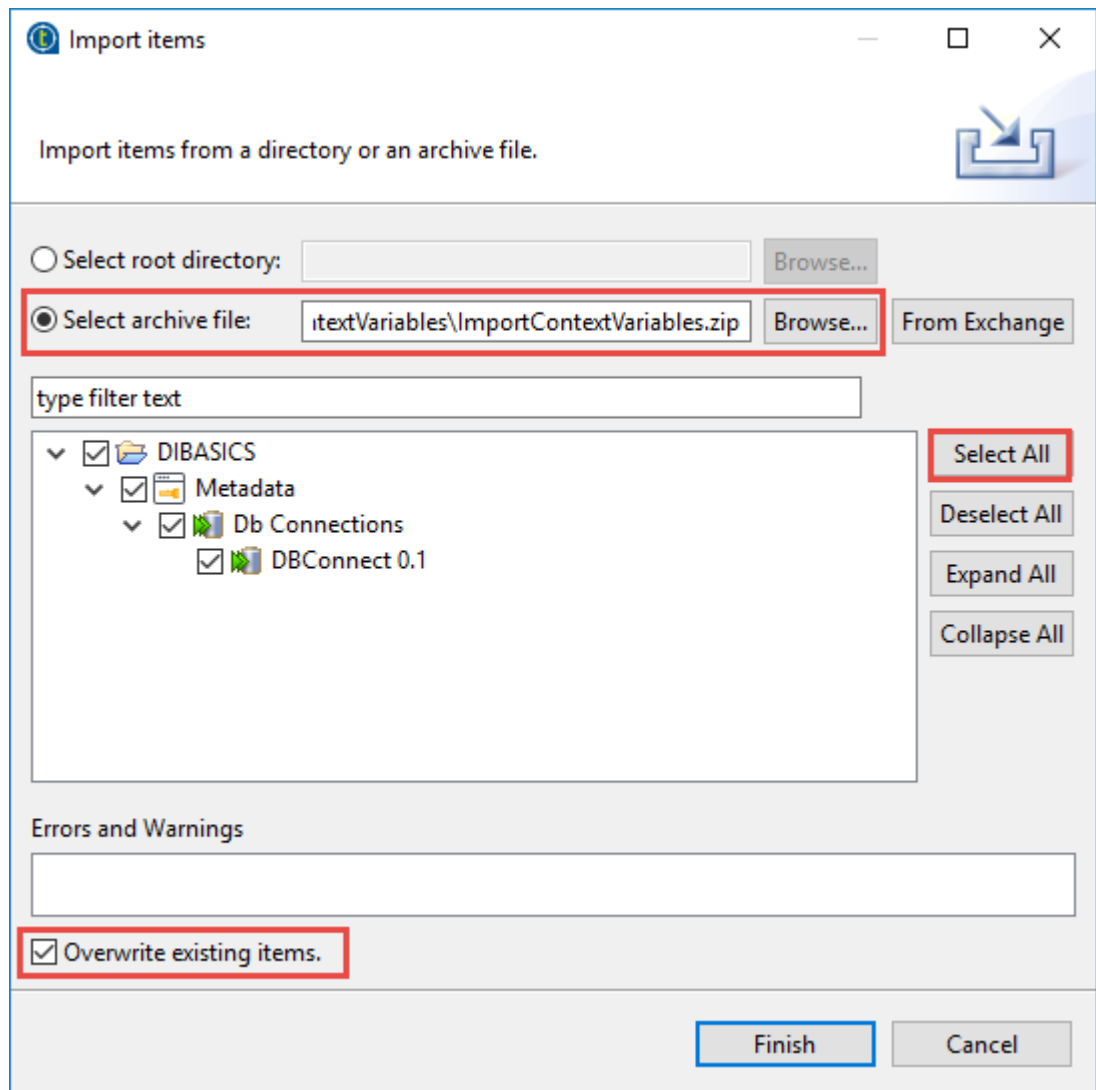 Import items
Import items from a directory or an archive file.
Select root directory:
Browse...
Select archive file:
ntextVariables\ImportContextVariables.zip
Browse...
From Exchange
type filter text
DIBASICS
Metadata
Db Connections
DBConnect 0.1
Select All
Deselect All
Expand All
Collapse All
Errors and Warnings
Overwrite existing items.
Finish
Cancel